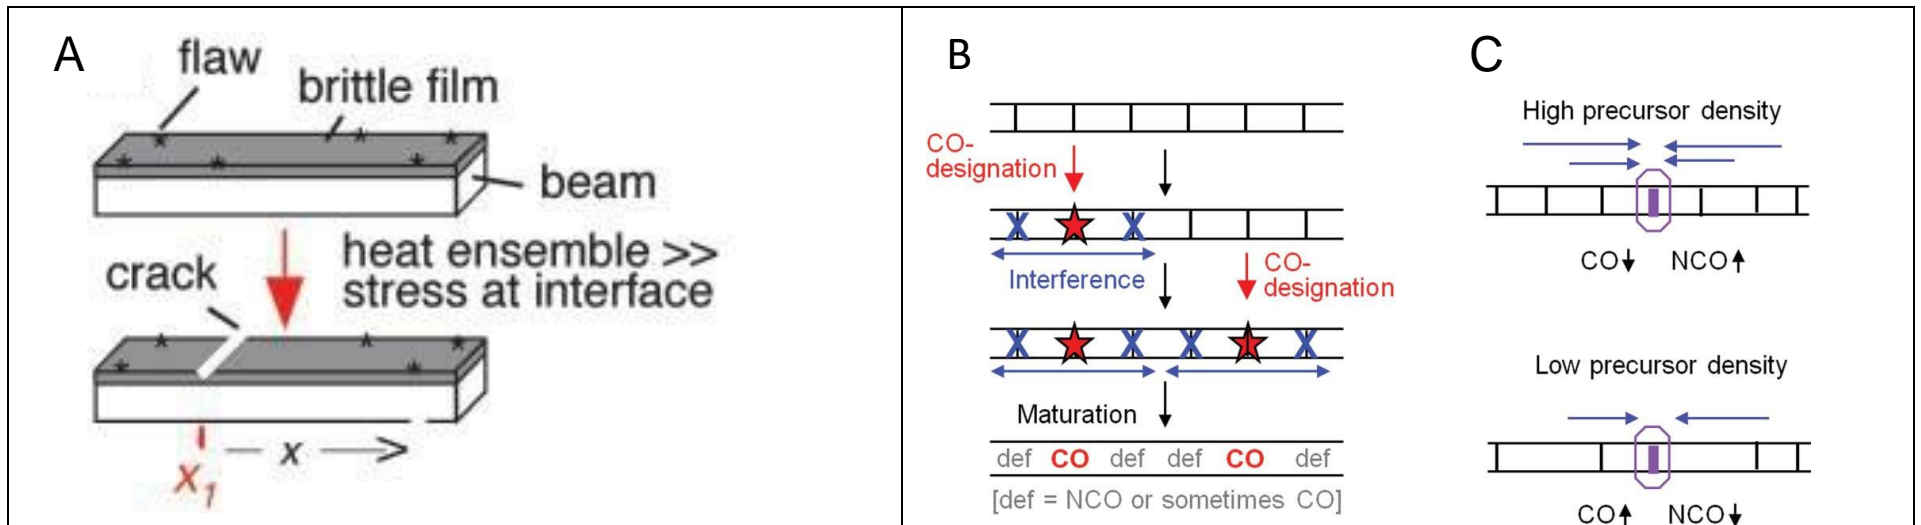 A
flaw
brittle film
beam
heat ensemble >>
stress at interface
crack
x
X1
B
CO-
designation
Interference
CO-
designation
Maturation
def CO def def CO def
[def = NCO or sometimes CO]
C
High precursor density
CO↓ NCO↑
Low precursor density
CO↑ NCO↓